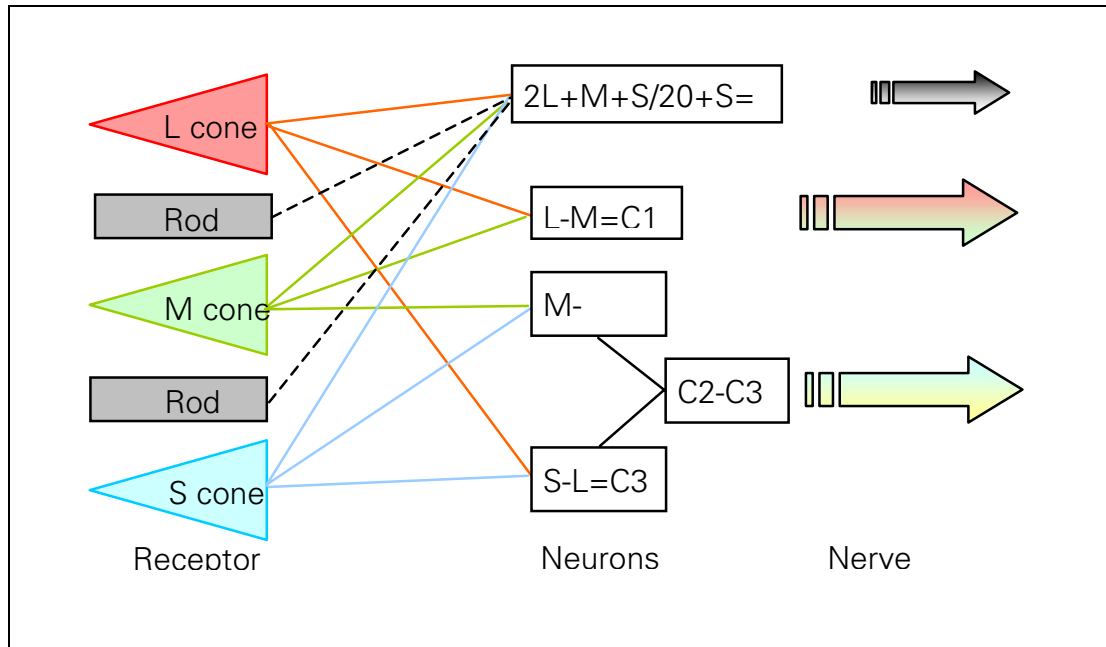 L cone
2L+M+S/20+S=
Rod
L-M=C1
M cone
M-
Rod
C2-C3
S cone
S-L=C3
Receptor
Neurons
Nerve